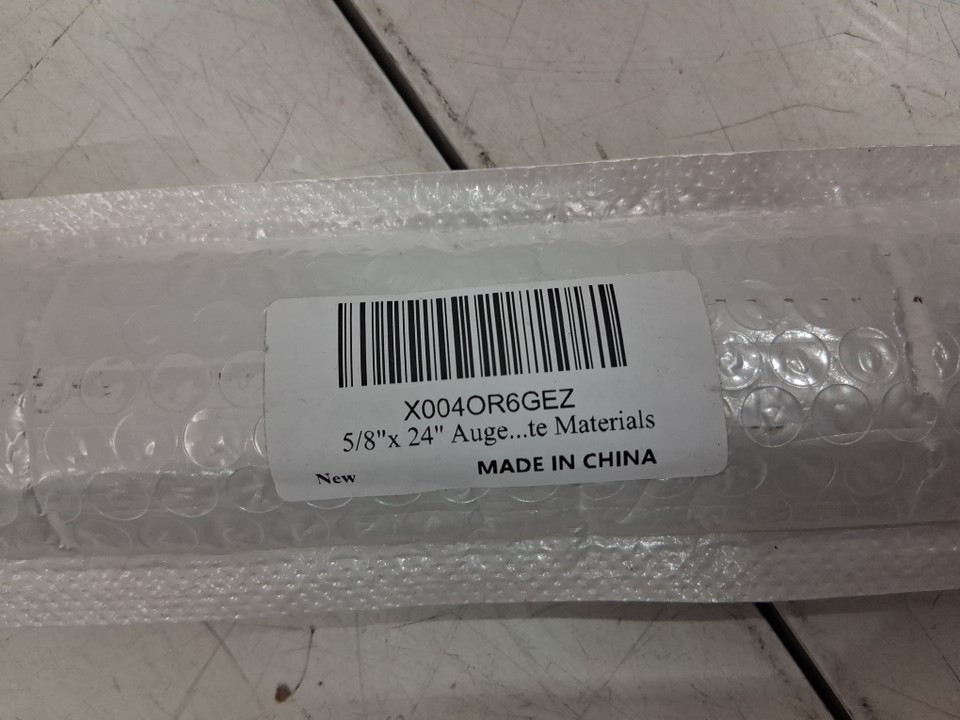 X004OR6GEZ
5/8"x 24" Auge...te Materials
New
MADE IN CHINA